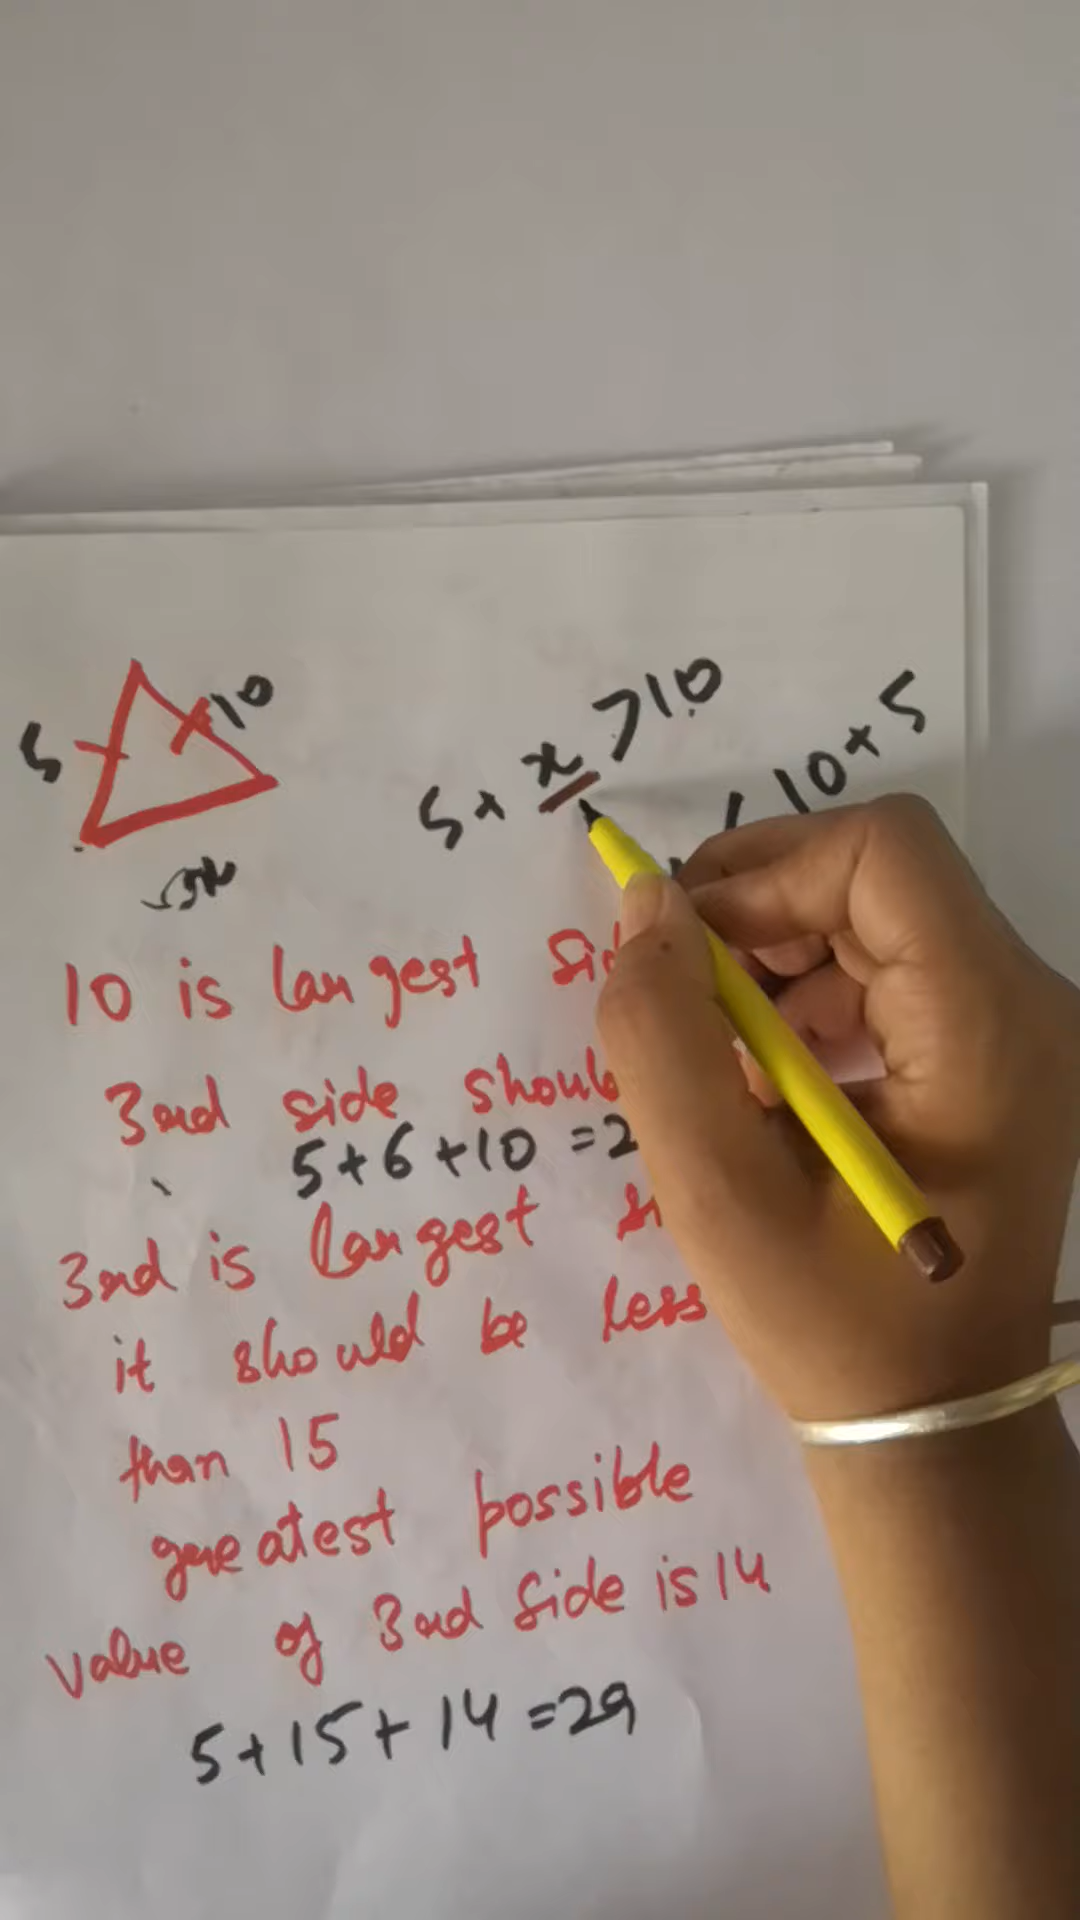 5
10
5 + x > 10
< 10 + 5
10 is largest
3rd side
5 + 6 + 10 = 2
3rd is largest
it should be less
than 15
greatest possible
value of 3rd side is 14
5 + 15 + 14 = 29